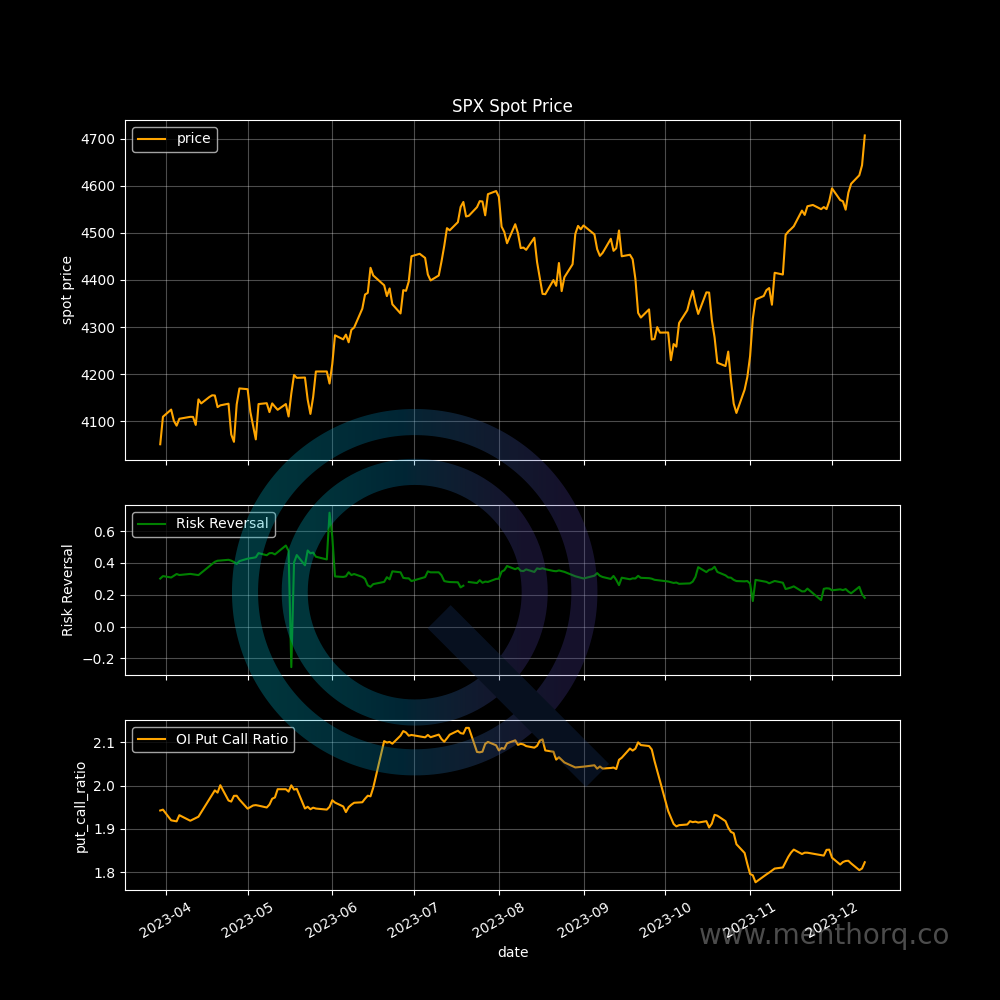 SPX Spot Price
price
4700
4600
4500
4400
4300
4200
4100
spot price
Risk Reversal
0.6
0.4
0.2
0.0
−0.2
Risk Reversal
OI Put Call Ratio
2.1
2.0
1.9
1.8
put_call_ratio
2023-04 2023-05 2023-06 2023-07 2023-08 2023-09 2023-10 2023-11 2023-12
date
www.menthorq.co